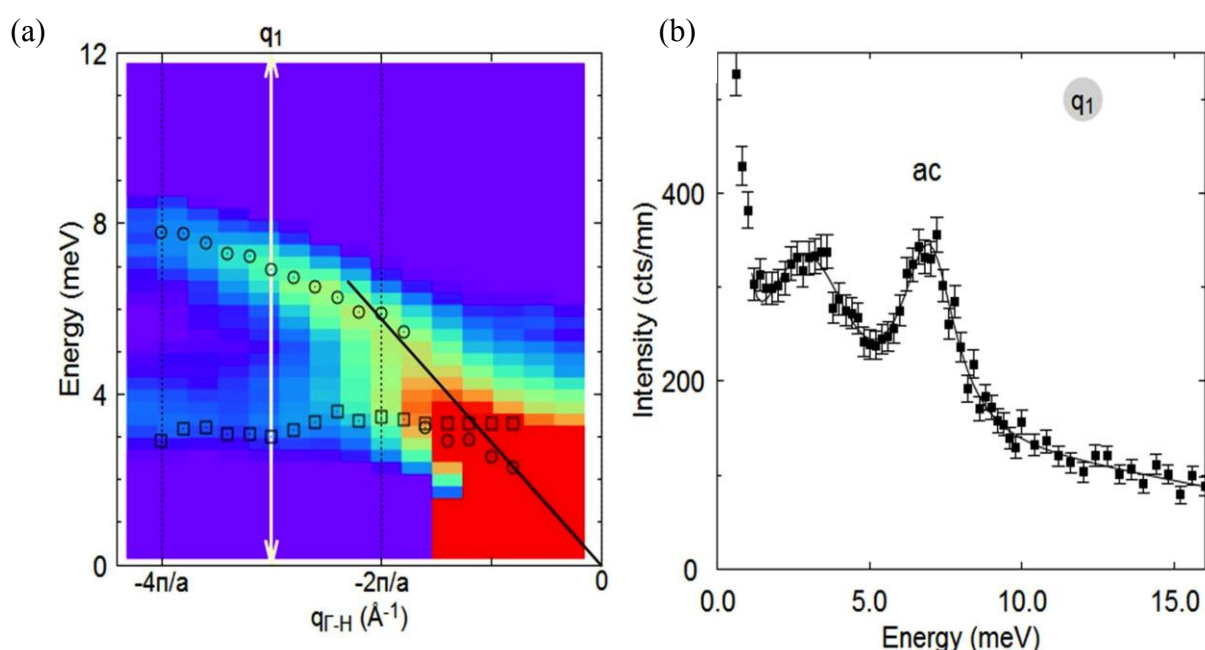 (a)
q1
12
8
4
0
Energy (meV)
-4π/a
-2π/a
0
qΓ-H (Å-1)
(b)
q1
ac
400
200
0
Intensity (cts/mn)
0.0
5.0
10.0
15.0
Energy (meV)